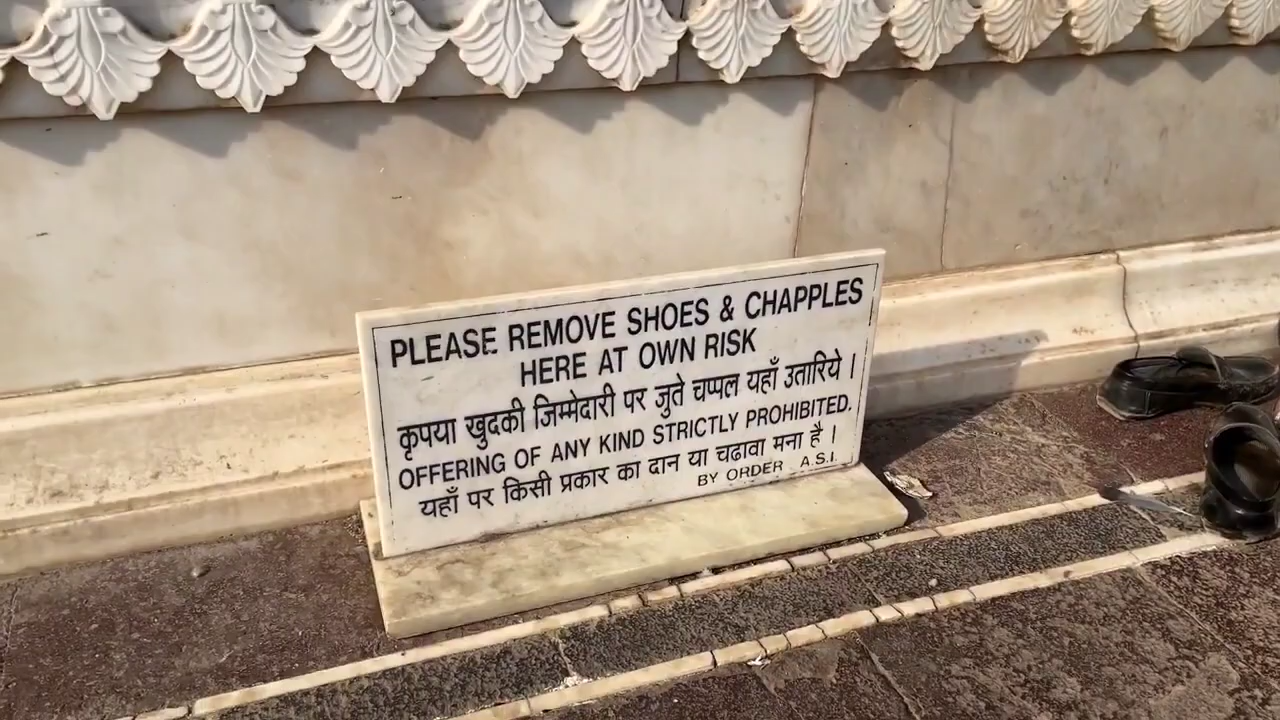 PLEASE REMOVE SHOES & CHAPPLES
HERE AT OWN RISK
कृपया खुदकी जिम्मेदारी पर जुते चप्पल यहाँ उतारिये |
OFFERING OF ANY KIND STRICTLY PROHIBITED.
यहाँ पर किसी प्रकार का दान या चढावा मना है |
BY ORDER A.S.I.